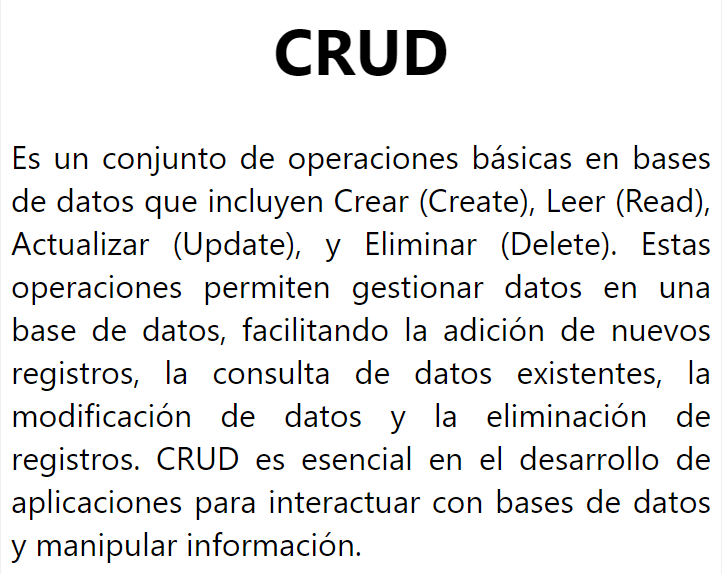 CRUD
Es un conjunto de operaciones básicas en bases
de datos que incluyen Crear (Create), Leer (Read),
Actualizar (Update), y Eliminar (Delete). Estas
operaciones permiten gestionar datos en una
base de datos, facilitando la adición de nuevos
registros, la consulta de datos existentes, la
modificación de datos y la eliminación de
registros. CRUD es esencial en el desarrollo de
aplicaciones para interactuar con bases de datos
y manipular información.